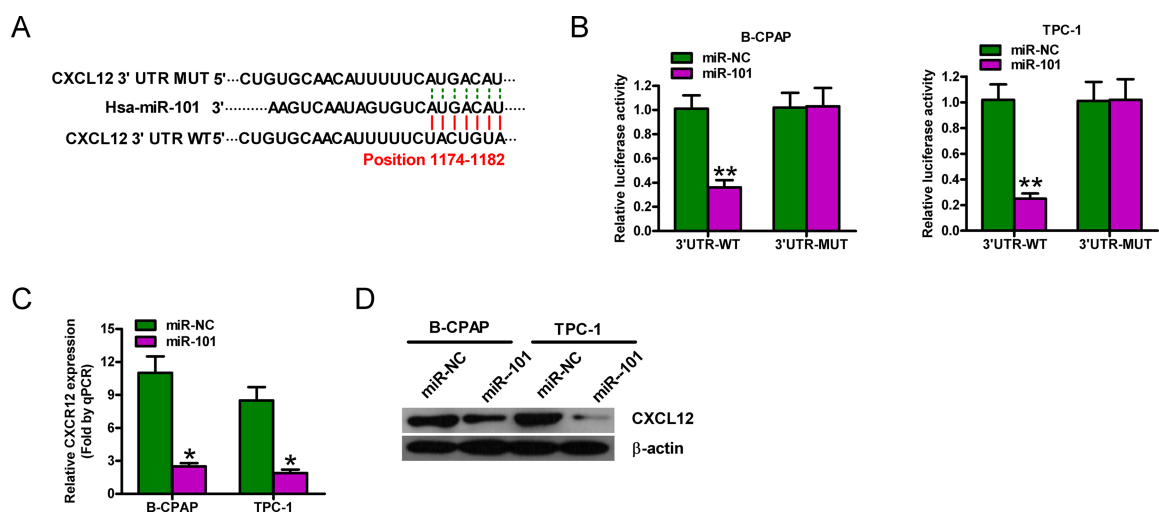 A
CXCL12 3' UTR MUT 5'···CUGUGCAACAUUUUUCAUGACAU···
Hsa-miR-101 3'··········AAGUCAAUAGUGUCAUGACAU······
CXCL12 3' UTR WT5'···CUGUGCAACAUUUUUCUACUGUA···
Position 1174-1182
B
B-CPAP
miR-NC
miR-101
Relative luciferase activity
1.2
1.0
0.8
0.6
0.4
0.2
0.0
**
3'UTR-WT 3'UTR-MUT
TPC-1
miR-NC
miR-101
Relative luciferase activity
1.2
1.0
0.8
0.6
0.4
0.2
0.0
**
3'UTR-WT 3'UTR-MUT
C
miR-NC
miR-101
Relative CXCR12 expression
(Fold by qPCR)
15
12
9
6
3
0
* *
B-CPAP TPC-1
D
B-CPAP TPC-1
miR-NC miR--101 miR-NC miR--101
CXCL12
β-actin